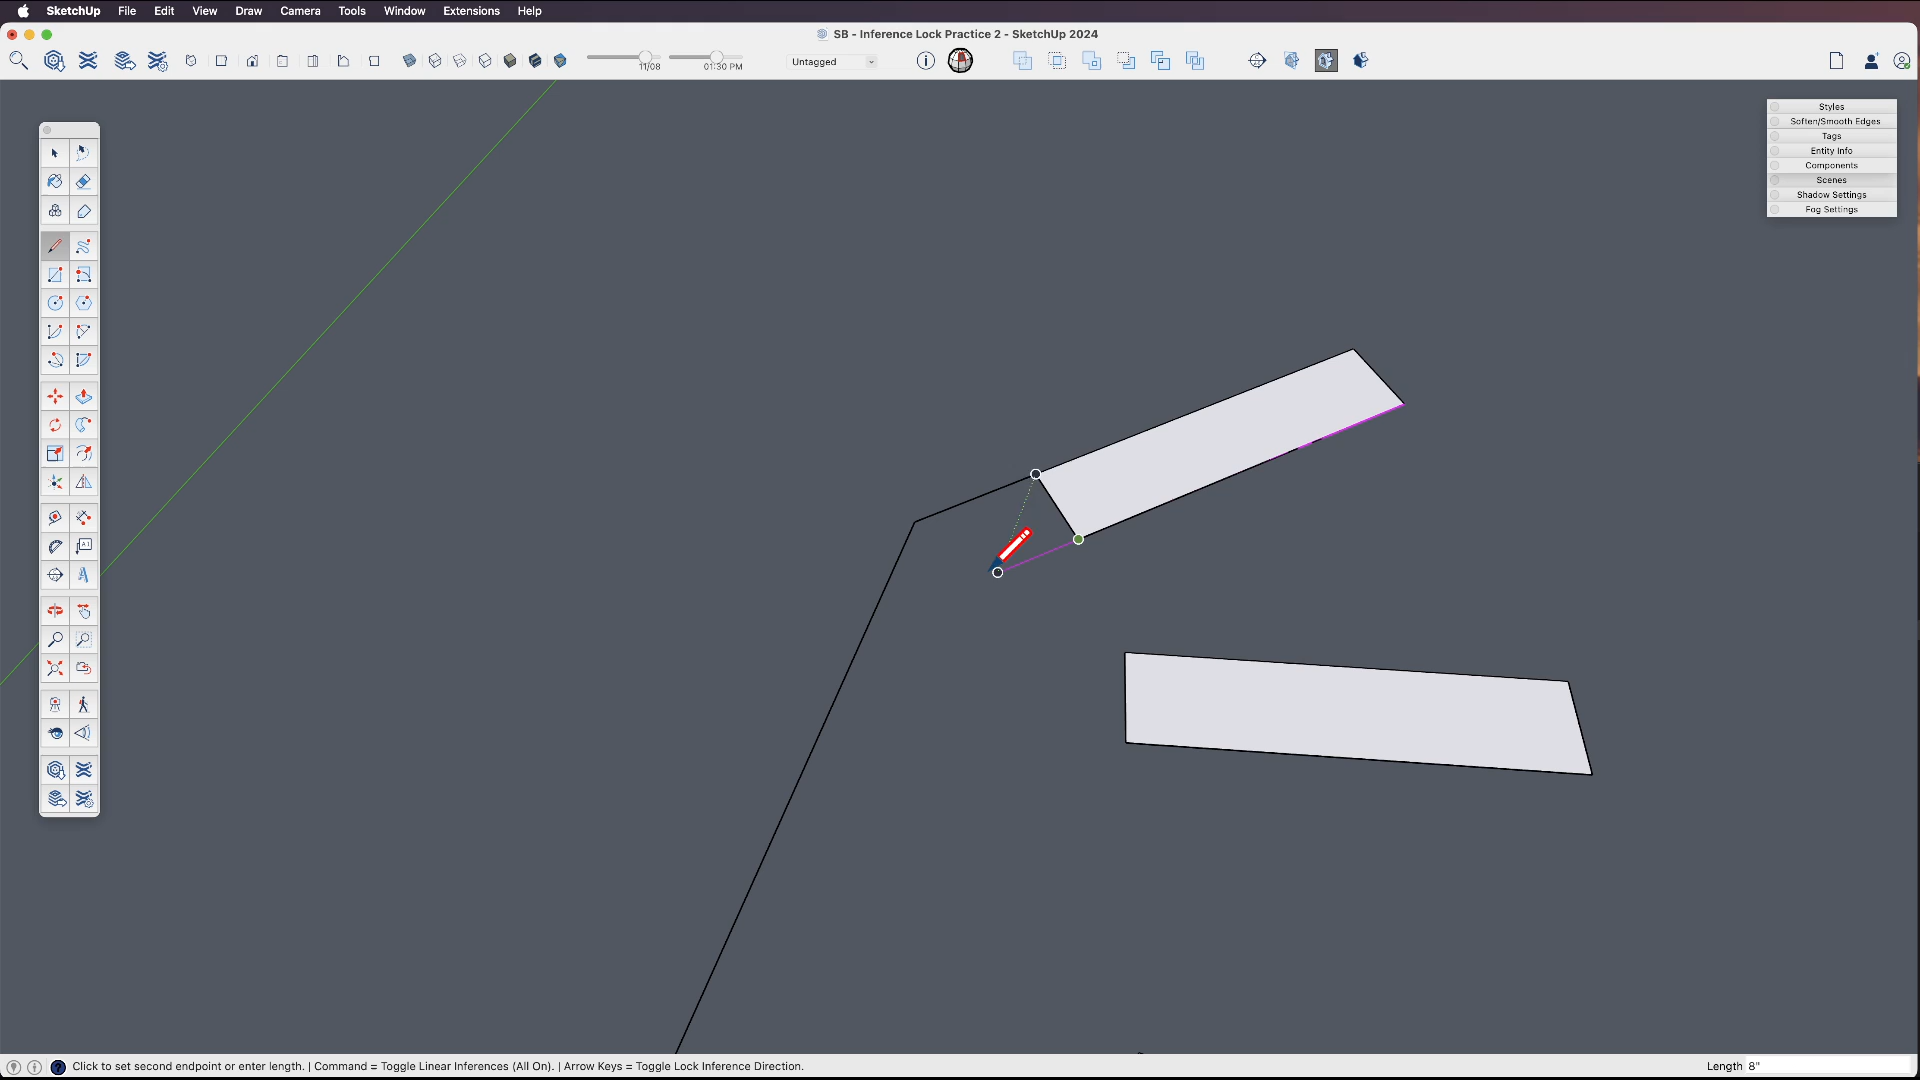 SketchUp File Edit View Draw Camera Tools Window Extensions Help
SB - Inference Lock Practice 2 - SketchUp 2024
11/08 01:30 PM Untagged
Styles
Soften/Smooth Edges
Tags
Entity Info
Components
Scenes
Shadow Settings
Fog Settings
A1
A
Click to set second endpoint or enter length. | Command = Toggle Linear Inferences (All On). | Arrow Keys = Toggle Lock Inference Direction.
Length 8"